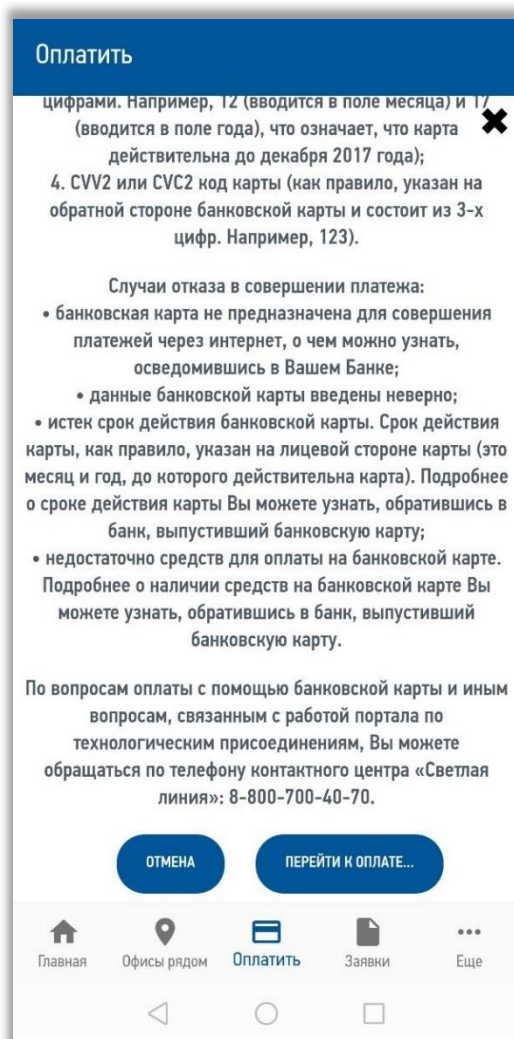 Оплатить
цифрами. Например, 12 (вводится в поле месяца) и 17
(вводится в поле года), что означает, что карта
действительна до декабря 2017 года);
4. CVV2 или CVC2 код карты (как правило, указан на
обратной стороне банковской карты и состоит из 3-х
цифр. Например, 123).
Случаи отказа в совершении платежа:
• банковская карта не предназначена для совершения
платежей через интернет, о чем можно узнать,
осведомившись в Вашем Банке;
• данные банковской карты введены неверно;
• истек срок действия банковской карты. Срок действия
карты, как правило, указан на лицевой стороне карты (это
месяц и год, до которого действительна карта). Подробнее
о сроке действия карты Вы можете узнать, обратившись в
банк, выпустивший банковскую карту;
• недостаточно средств для оплаты на банковской карте.
Подробнее о наличии средств на банковской карте Вы
можете узнать, обратившись в банк, выпустивший
банковскую карту.
По вопросам оплаты с помощью банковской карты и иным
вопросам, связанным с работой портала по
технологическим присоединениям, Вы можете
обращаться по телефону контактного центра «Светлая
линия»: 8-800-700-40-70.
ОТМЕНА ПЕРЕЙТИ К ОПЛАТЕ...
Главная Офисы рядом Оплатить Заявки Еще